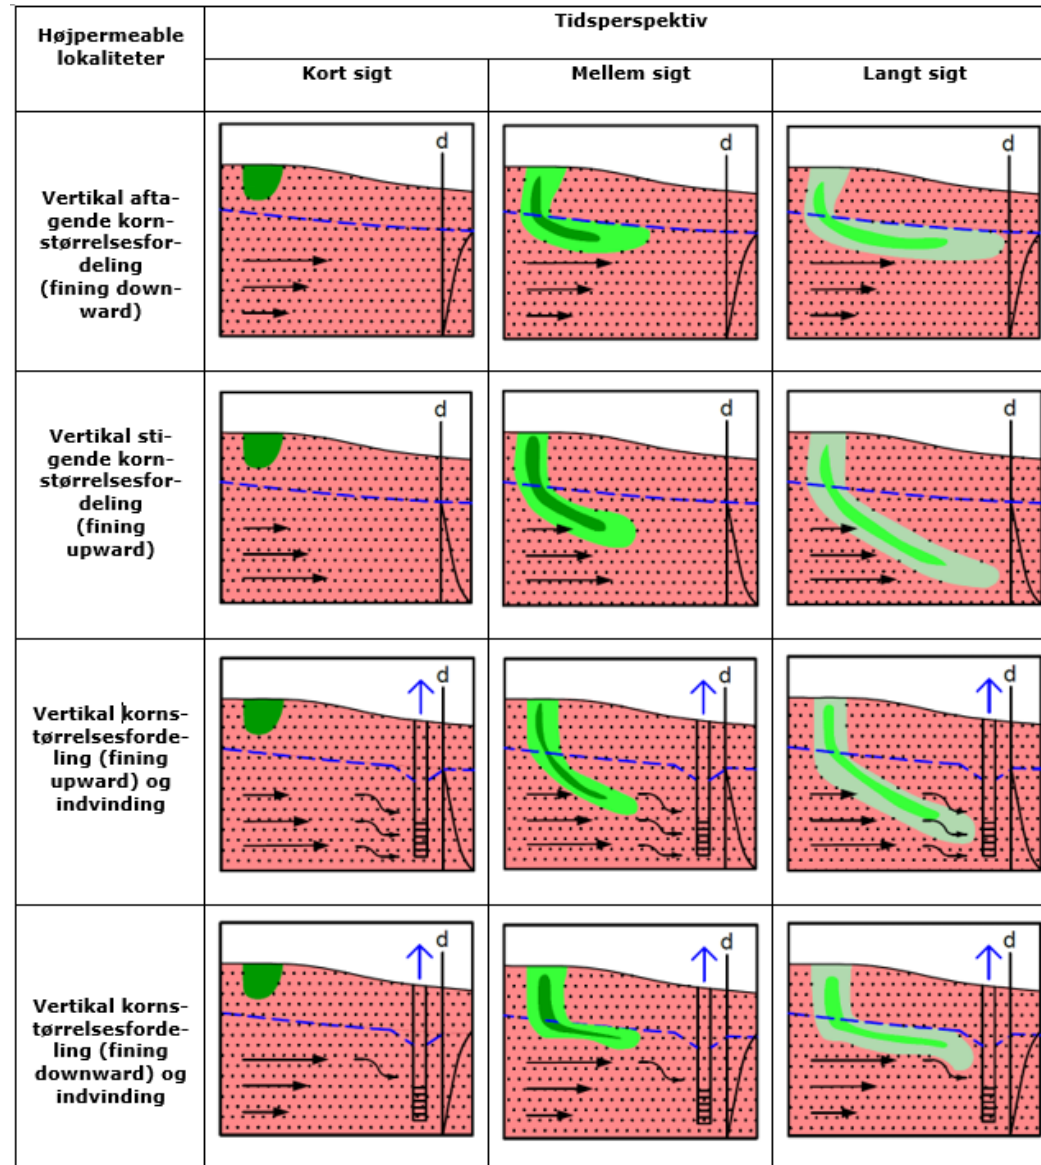 Højpermeable
lokaliteter
Tidsperspektiv
Kort sigt
Mellem sigt
Langt sigt
Vertikal afta-
gende korn-
størrelsesfor-
deling
(fining down-
ward)
d
d
d
Vertikal sti-
gende korn-
størrelsesfor-
deling
(fining
upward)
d
d
d
Vertikal korns-
tørrelsesforde-
ling (fining
upward) og
indvinding
d
d
d
Vertikal korns-
tørrelsesforde-
ling (fining
downward) og
indvinding
d
d
d